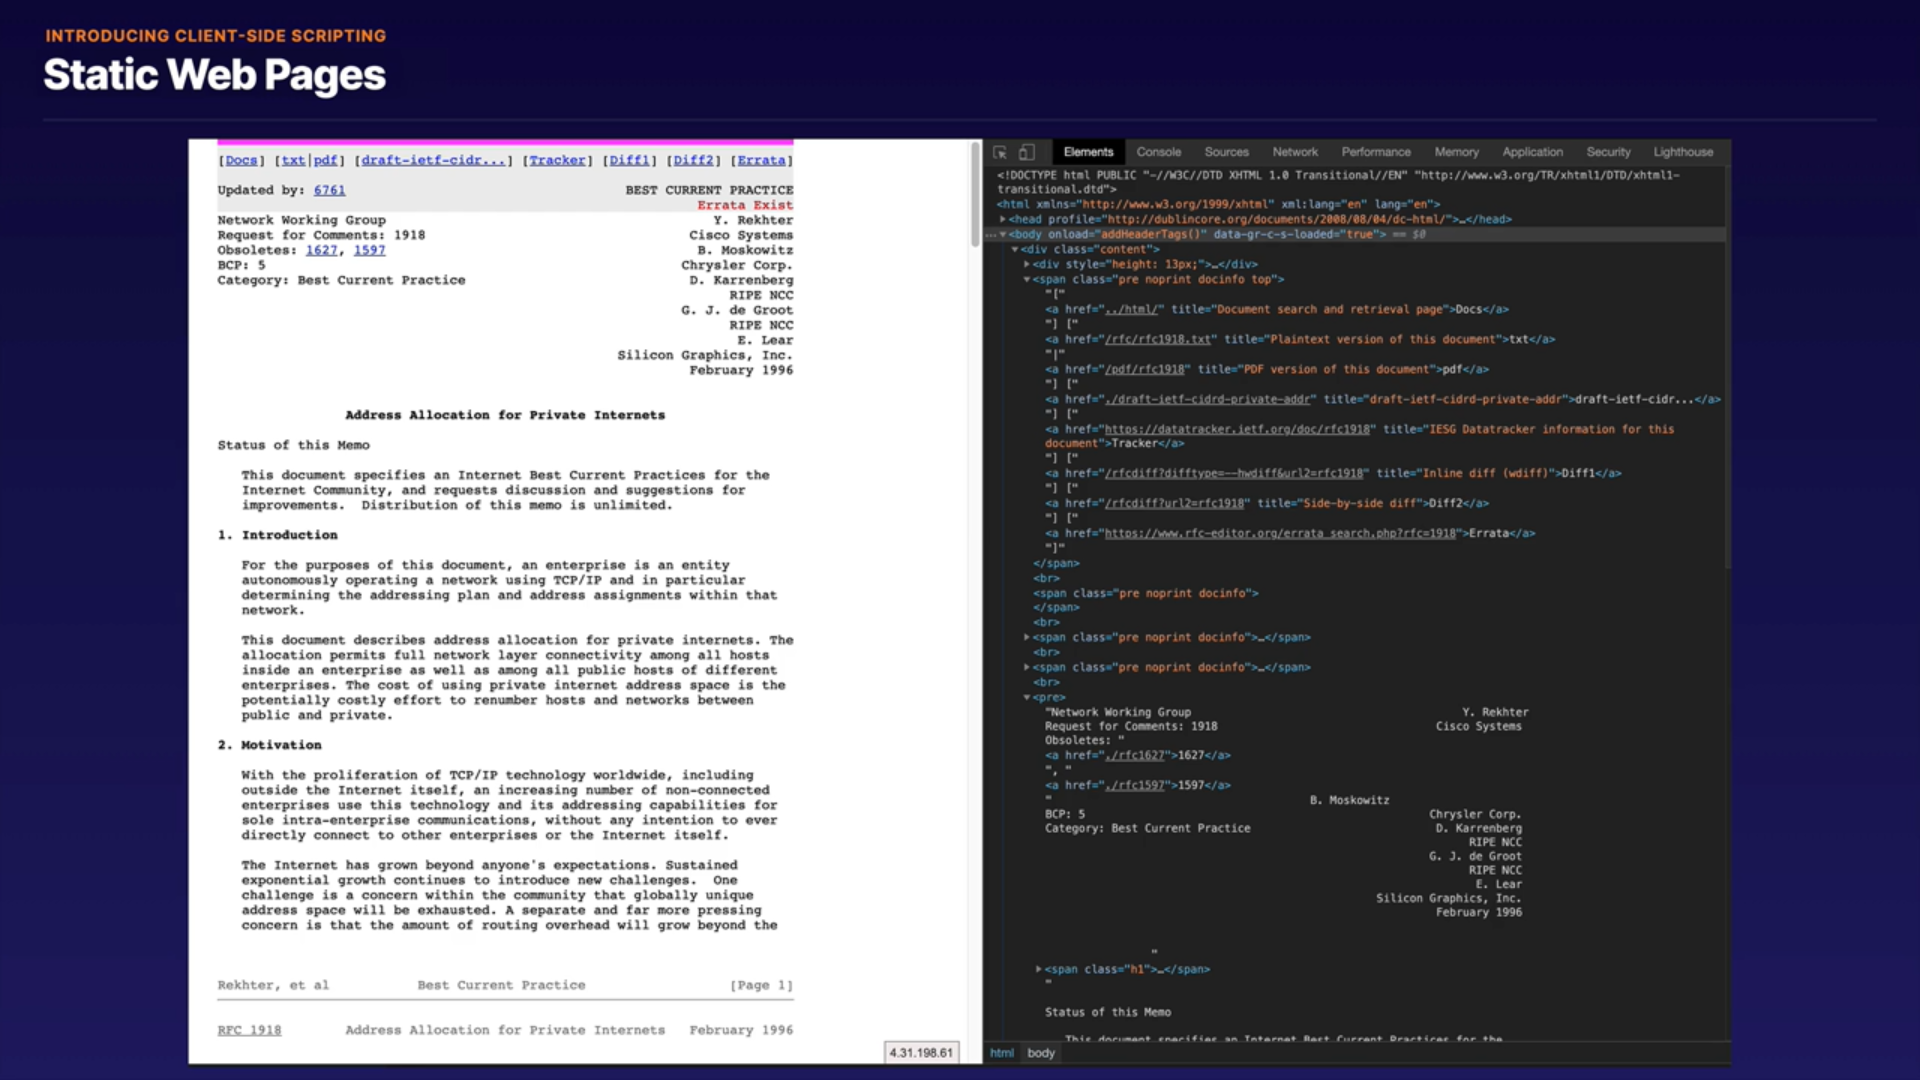 INTRODUCING CLIENT-SIDE SCRIPTING
Static Web Pages
[Docs] [txt|pdf] [draft-ietf-cidr...] [Tracker] [Diff1] [Diff2] [Errata]
Updated by: 6761 BEST CURRENT PRACTICE
Errata Exist
Network Working Group Y. Rekhter
Request for Comments: 1918 Cisco Systems
Obsoletes: 1627, 1597 B. Moskowitz
BCP: 5 Chrysler Corp.
Category: Best Current Practice D. Karrenberg
RIPE NCC
G. J. de Groot
RIPE NCC
E. Lear
Silicon Graphics, Inc.
February 1996
Address Allocation for Private Internets
Status of this Memo
This document specifies an Internet Best Current Practices for the
Internet Community, and requests discussion and suggestions for
improvements. Distribution of this memo is unlimited.
1. Introduction
For the purposes of this document, an enterprise is an entity
autonomously operating a network using TCP/IP and in particular
determining the addressing plan and address assignments within that
network.
This document describes address allocation for private internets. The
allocation permits full network layer connectivity among all hosts
inside an enterprise as well as among all public hosts of different
enterprises. The cost of using private internet address space is the
potentially costly effort to renumber hosts and networks between
public and private.
2. Motivation
With the proliferation of TCP/IP technology worldwide, including
outside the Internet itself, an increasing number of non-connected
enterprises use this technology and its addressing capabilities for
sole intra-enterprise communications, without any intention to ever
directly connect to other enterprises or the Internet itself.
The Internet has grown beyond anyone's expectations. Sustained
exponential growth continues to introduce new challenges. One
challenge is a concern within the community that globally unique
address space will be exhausted. A separate and far more pressing
concern is that the amount of routing overhead will grow beyond the
Rekhter, et al Best Current Practice [Page 1]
RFC 1918 Address Allocation for Private Internets February 1996
4.31.198.61
Elements Console Sources Network Performance Memory Application Security Lighthouse
<!DOCTYPE html PUBLIC "-//W3C//DTD XHTML 1.0 Transitional//EN" "http://www.w3.org/TR/xhtml1/DTD/xhtml1-
transitional.dtd">
<html xmlns="http://www.w3.org/1999/xhtml" xml:lang="en" lang="en">
<head profile="http://dublincore.org/documents/2008/08/04/dc-html/">…</head>
<body onload="addHeaderTags()" data-gr-c-s-loaded="true"> == $0
<div class="content">
<div style="height: 13px;">…</div>
<span class="pre noprint docinfo top">
"["
<a href="../html/" title="Document search and retrieval page">Docs</a>
"] ["
<a href="/rfc/rfc1918.txt" title="Plaintext version of this document">txt</a>
"|"
<a href="/pdf/rfc1918" title="PDF version of this document">pdf</a>
"] ["
<a href="./draft-ietf-cidrd-private-addr" title="draft-ietf-cidrd-private-addr">draft-ietf-cidr...</a>
"] ["
<a href="https://datatracker.ietf.org/doc/rfc1918" title="IESG Datatracker information for this
document">Tracker</a>
"] ["
<a href="/rfcdiff?difftype=--hwdiff&url2=rfc1918" title="Inline diff (wdiff)">Diff1</a>
"] ["
<a href="/rfcdiff?url2=rfc1918" title="Side-by-side diff">Diff2</a>
"] ["
<a href="https://www.rfc-editor.org/errata_search.php?rfc=1918">Errata</a>
"]"
</span>
<br>
<span class="pre noprint docinfo">
</span>
<br>
<span class="pre noprint docinfo">…</span>
<br>
<span class="pre noprint docinfo">…</span>
<br>
<pre>
"Network Working Group Y. Rekhter
Request for Comments: 1918 Cisco Systems
Obsoletes: "
<a href="./rfc1627">1627</a>
", "
<a href="./rfc1597">1597</a>
" B. Moskowitz
BCP: 5 Chrysler Corp.
Category: Best Current Practice D. Karrenberg
RIPE NCC
G. J. de Groot
RIPE NCC
E. Lear
Silicon Graphics, Inc.
February 1996
"
<span class="h1">…</span>
"
Status of this Memo
This document specifies an Internet Best Current Practices for the
html body